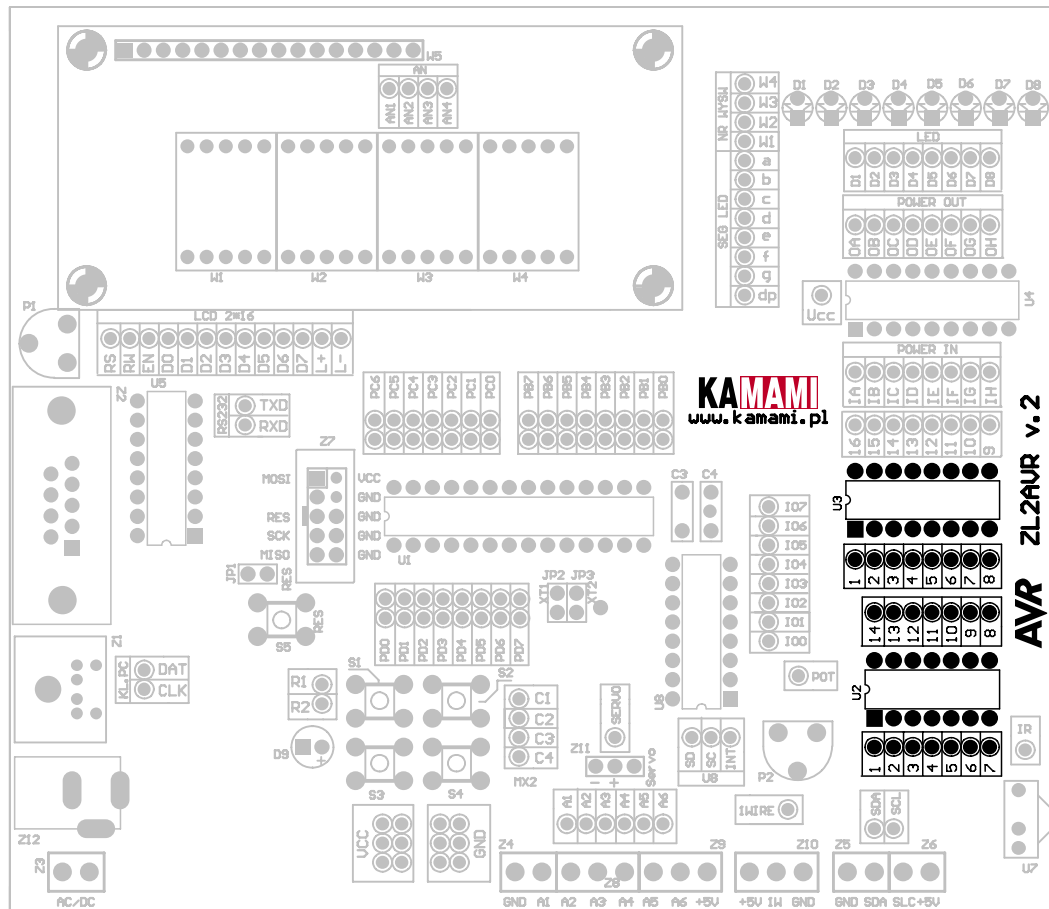 W5
AN
AN1 AN2 AN3 AN4
W1 W2 W3 W4
NR WYSW
W4
W3
W2
W1
SEG LED
a
b
c
d
e
f
g
dp
D1 D2 D3 D4 D5 D6 D7 D8
LED
D1 D2 D3 D4 D5 D6 D7 D8
POWER OUT
OA OB OC OD OE OF OG OH
U4
Vcc
P1
LCD 2*16
RS RW EN D0 D1 D2 D3 D4 D5 D6 D7 L+ L-
POWER IN
IA IB IC ID IE IF IG IH
16 15 14 13 12 11 10 9
Z2
U5
RS232
TXD
RXD
PC6 PC5 PC4 PC3 PC2 PC1 PC0
PB7 PB6 PB5 PB4 PB3 PB2 PB1 PB0
KAMAMI
www.kamami.pl
ZL2AVR v.2
AVR
Z7
MOSI VCC
GND
RES GND
SCK GND
MISO GND
U1
C3 C4
IO7
IO6
IO5
IO4
IO3
IO2
IO1
IO0
U3
1 2 3 4 5 6 7 8
14 13 12 11 10 9 8
U2
1 2 3 4 5 6 7
JP1
RES
RES
S5
JP2 JP3
XT1 XT2
PD0 PD1 PD2 PD3 PD4 PD5 PD6 PD7
Z1
KL.PC
DAT
CLK
R1
R2
D9
+
S1 S2
S3 S4
C1
C2
C3
C4
MX2
SERVO
Z11
- +
Servo
U8
SD SC INT
U8
POT
P2
IR
U7
A1 A2 A3 A4 A5 A6
1WIRE
SDA SCL
Z12
Z3
AC/DC
VCC
GND
Z4 Z8 Z9 Z10 Z5 Z6
GND A1 A2 A3 A4 A5 A6 +5V +5V 1W GND GND SDA SLC +5V